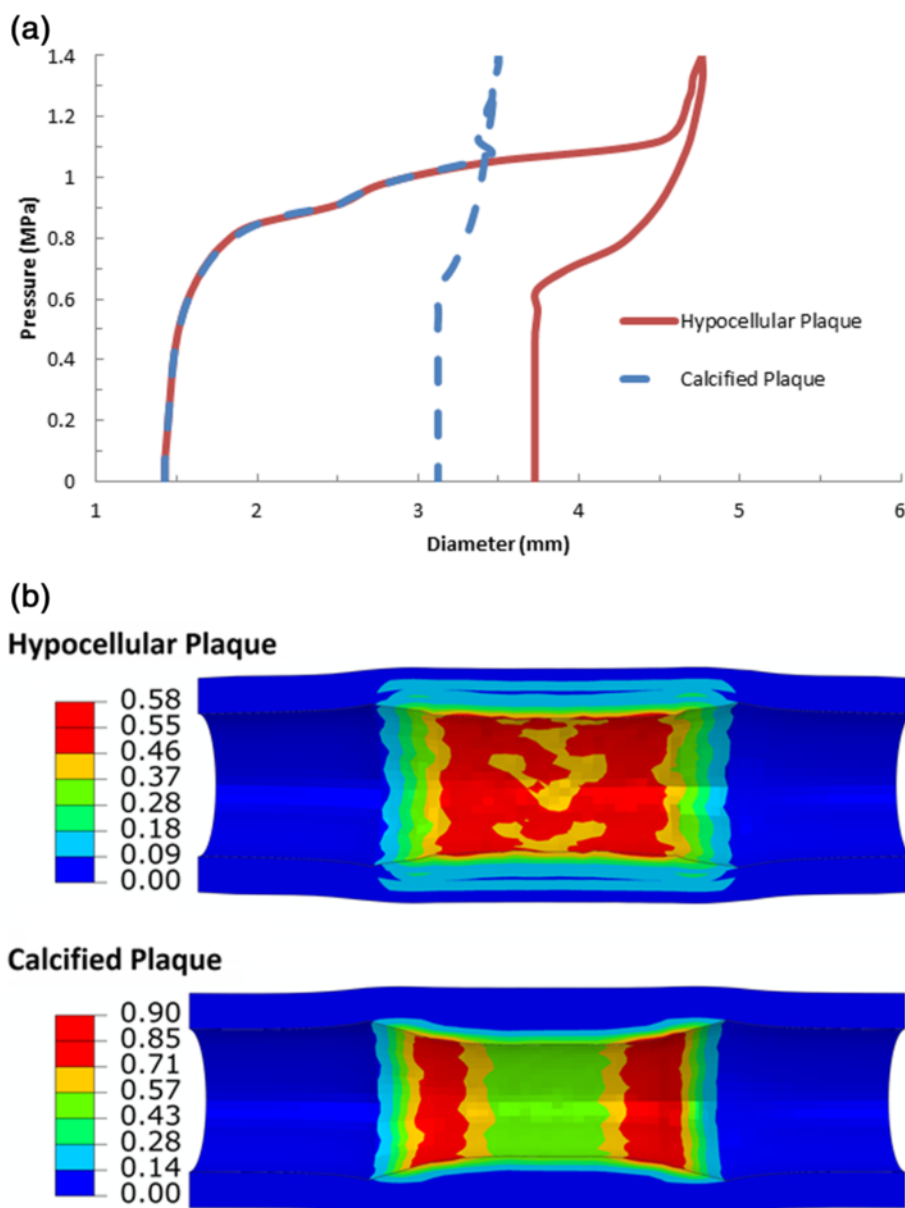 (a)
1.4
1.2
1
0.8
0.6
0.4
0.2
0
Pressure (MPa)
Hypocellular Plaque
Calcified Plaque
1 2 3 4 5 6
Diameter (mm)
(b)
Hypocellular Plaque
0.58
0.55
0.46
0.37
0.28
0.18
0.09
0.00
Calcified Plaque
0.90
0.85
0.71
0.57
0.43
0.28
0.14
0.00